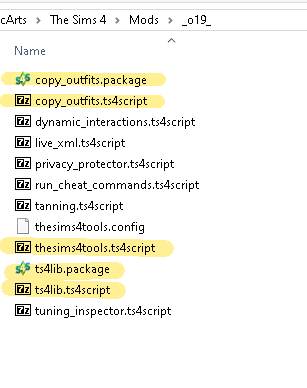 cArts > The Sims 4 > Mods > _o19_
Name
copy_outfits.package
copy_outfits.ts4script
dynamic_interactions.ts4script
live_xml.ts4script
privacy_protector.ts4script
run_cheat_commands.ts4script
tanning.ts4script
thesims4tools.config
thesims4tools.ts4script
ts4lib.package
ts4lib.ts4script
tuning_inspector.ts4script